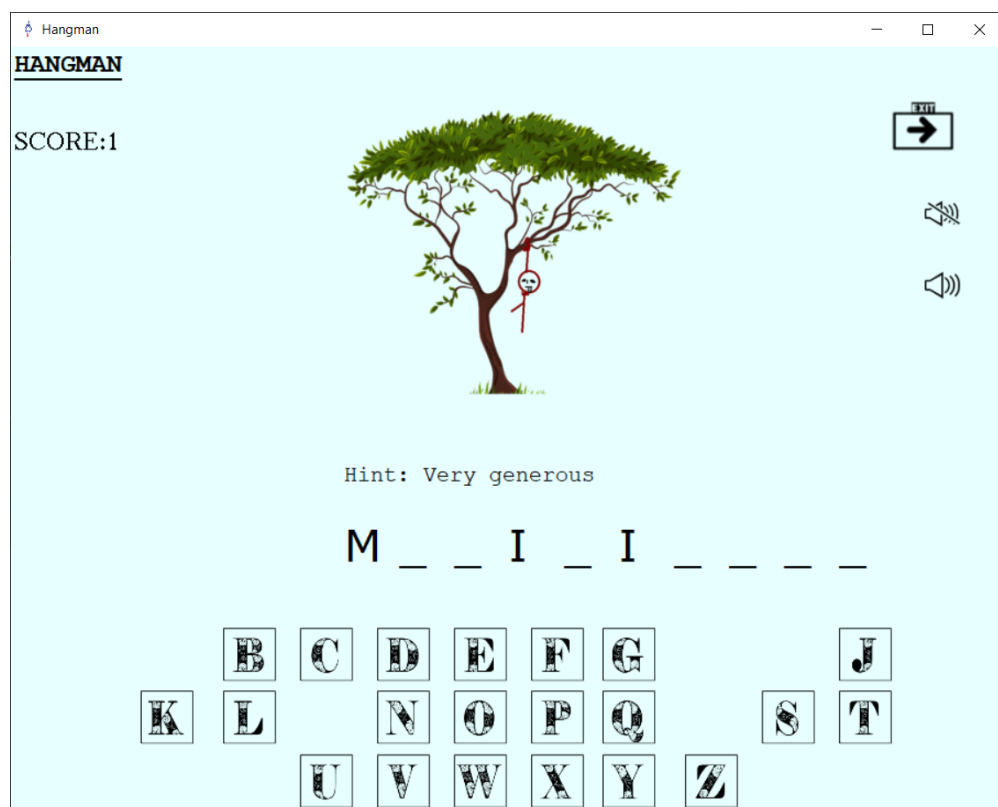 Hangman
HANGMAN
EXIT
SCORE:1
Hint: Very generous
M _ _ I _ I _ _ _ _
B C D E F G J
K L N O P Q S T
U V W X Y Z